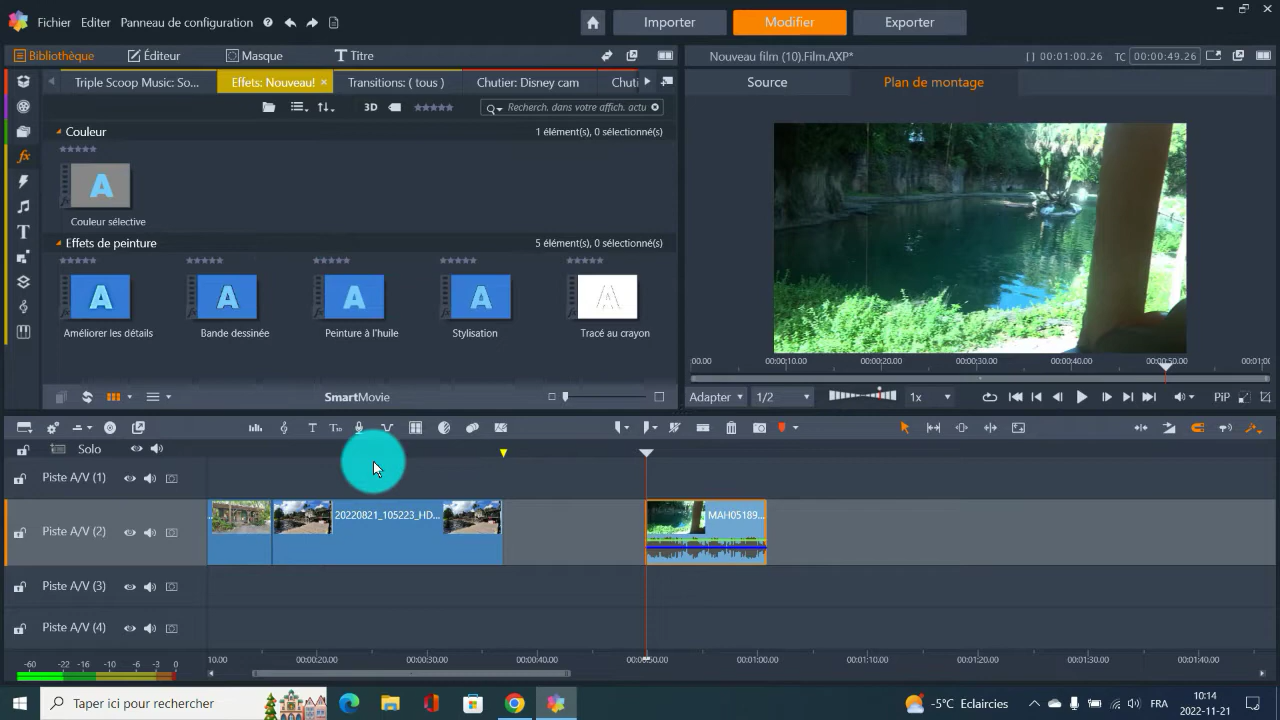 Fichier Editer Panneau de configuration
Importer Modifier Exporter
Bibliothèque Éditeur Masque Titre
Nouveau film (10).Film.AXP* [ ] 00:01:00.26 TC 00:00:49.26
Triple Scoop Music: So... Effets: Nouveau! × Transitions: ( tous ) Chutier: Disney cam Chuti
Source Plan de montage
3D Recherch. dans votre affich. actu
Couleur 1 élément(s), 0 sélectionné(s)
A
Couleur sélective
Effets de peinture 5 élément(s), 0 sélectionné(s)
A A A A A
Améliorer les détails Bande dessinée Peinture à l'huile Stylisation Tracé au crayon
:00.00 00:00:10.00 00:00:20.00 00:00:30.00 00:00:40.00 00:00:50.00 00:01:0
SmartMovie
Adapter 1/2 1x PiP
Solo
Piste A/V (1)
Piste A/V (2) 20220821_105223_HD... MAH05189...
Piste A/V (3)
Piste A/V (4)
-60 -22 -16 -10 -6 -3 0
10.00 00:00:20.00 00:00:30.00 00:00:40.00 00:00:50.00 00:01:00.00 00:01:10.00 00:01:20.00 00:01:30.00 00:01:40.00
Taper ici pour rechercher
-5°C Eclaircies FRA 10:14
2022-11-21